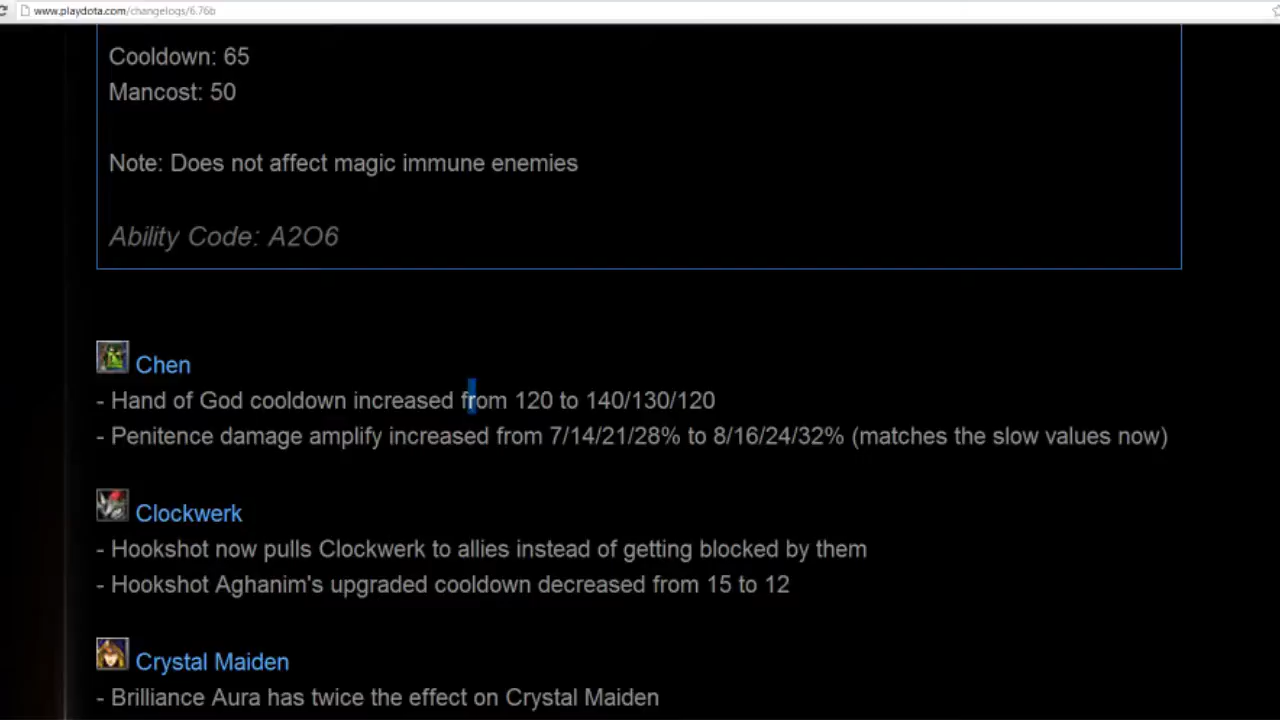 www.playdota.com/changelogs/6.76b
Cooldown: 65
Mancost: 50
Note: Does not affect magic immune enemies
Ability Code: A2O6
Chen
- Hand of God cooldown increased from 120 to 140/130/120
- Penitence damage amplify increased from 7/14/21/28% to 8/16/24/32% (matches the slow values now)
Clockwerk
- Hookshot now pulls Clockwerk to allies instead of getting blocked by them
- Hookshot Aghanim's upgraded cooldown decreased from 15 to 12
Crystal Maiden
- Brilliance Aura has twice the effect on Crystal Maiden